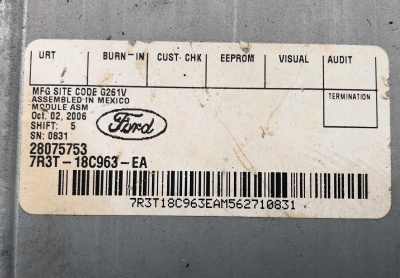 URT BURN-IN CUST CHK EEPROM VISUAL AUDIT
MFG SITE CODE G261V
ASSEMBLED IN MEXICO
MODULE ASM
Oct. 02, 2006
SHIFT: 5
SN: 0831
Ford
TERMINATION
28075753
7R3T-18C963-EA
7R3T18C963EAM562710831